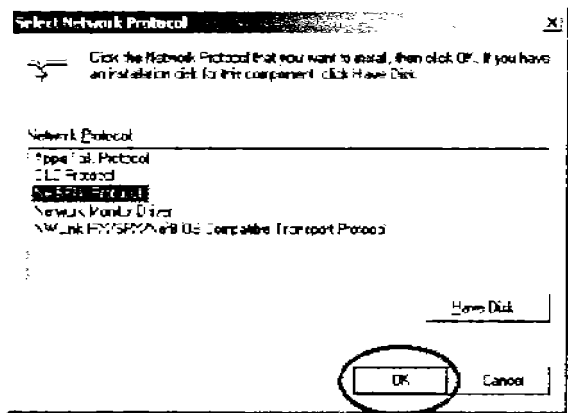 Select Network Protocol
Click the Network Protocol that you want to install, then click OK. If you have
an installation disk for this component, click Have Disk.
Network Protocol:
AppleTalk Protocol
DLC Protocol
NetBEUI Protocol
Network Monitor Driver
NWLink IPX/SPX/NetBIOS Compatible Transport Protocol
Have Disk
OK
Cancel